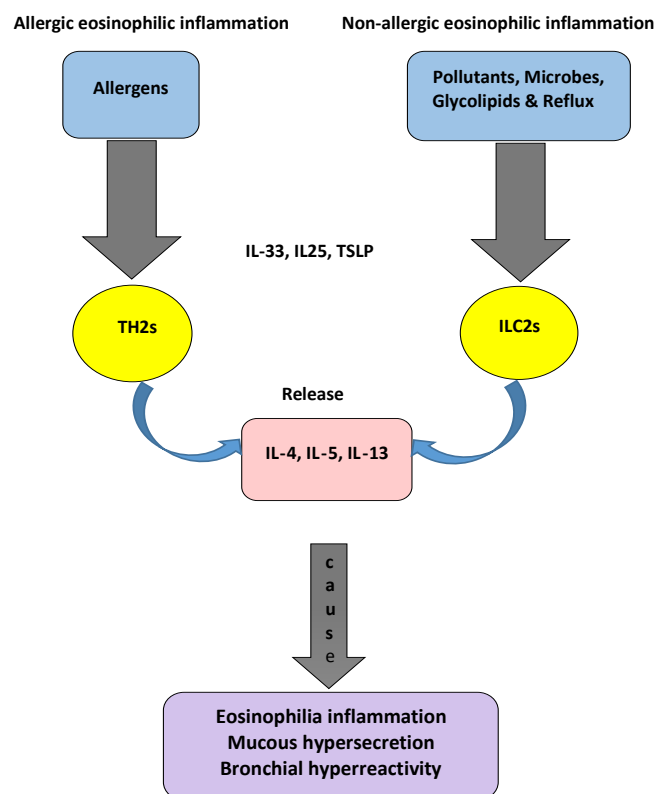 Allergic eosinophilic inflammation
Non-allergic eosinophilic inflammation
Allergens
Pollutants, Microbes,
Glycolipids & Reflux
IL-33, IL25, TSLP
TH2s
ILC2s
Release
IL-4, IL-5, IL-13
cause
Eosinophilia inflammation
Mucous hypersecretion
Bronchial hyperreactivity